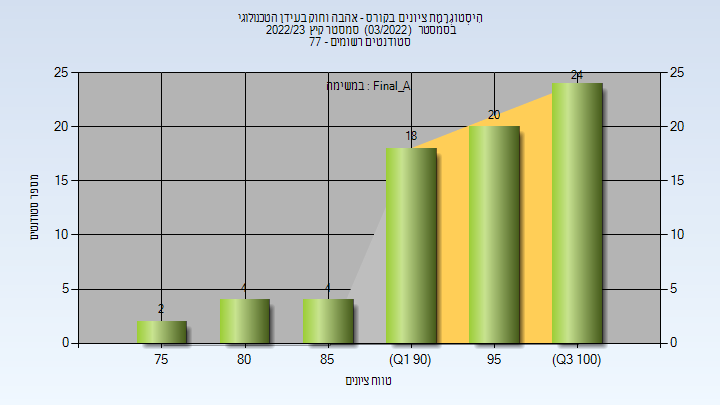 הִיסְטוֹגְרָמַת ציונים בקורס - אהבה וחוק בעידן הטכנולוגי
בסמסטר (03/2022) סמסטר קיץ 2022/23
סטודנטים רשומים - 77
במשימה : Final_A
25 25
20 20
15 15
10 10
5 5
0 0
2 4 4 18 20 24
75 80 85 (Q1 90) 95 (Q3 100)
מספר סטודנטים
טווח ציונים